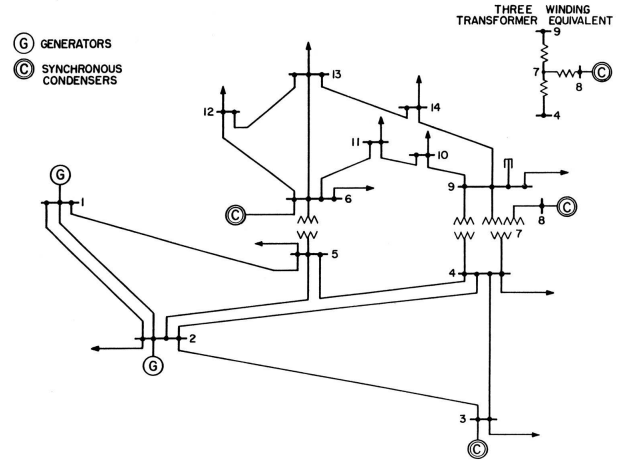 THREE WINDING
TRANSFORMER EQUIVALENT
G GENERATORS
C SYNCHRONOUS
CONDENSERS
9
7
C
8
4
13
14
12
11
10
G
1
9
C
6
C
8
7
5
4
2
G
3
C